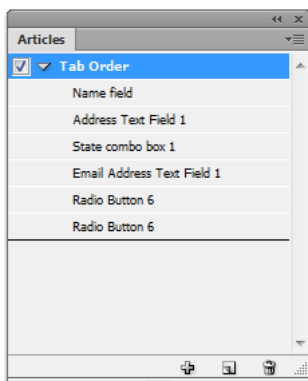 Articles
Tab Order
Name field
Address Text Field 1
State combo box 1
Email Address Text Field 1
Radio Button 6
Radio Button 6